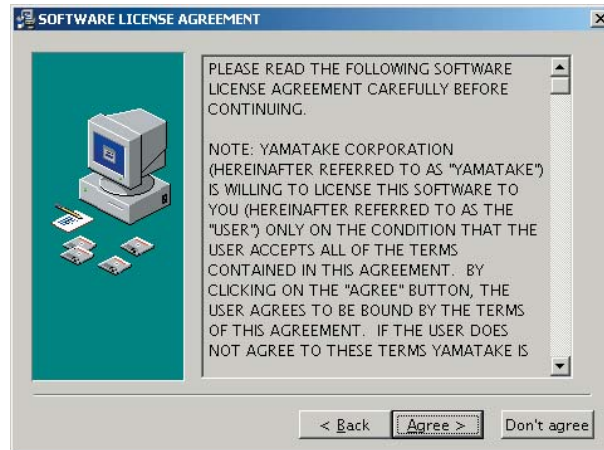 SOFTWARE LICENSE AGREEMENT
PLEASE READ THE FOLLOWING SOFTWARE
LICENSE AGREEMENT CAREFULLY BEFORE
CONTINUING.
NOTE: YAMATAKE CORPORATION
(HEREINAFTER REFERRED TO AS "YAMATAKE")
IS WILLING TO LICENSE THIS SOFTWARE TO
YOU (HEREINAFTER REFERRED TO AS THE
"USER") ONLY ON THE CONDITION THAT THE
USER ACCEPTS ALL OF THE TERMS
CONTAINED IN THIS AGREEMENT.  BY
CLICKING ON THE "AGREE" BUTTON, THE
USER AGREES TO BE BOUND BY THE TERMS
OF THIS AGREEMENT.  IF THE USER DOES
NOT AGREE TO THESE TERMS YAMATAKE IS
< Back  Agree >  Don't agree